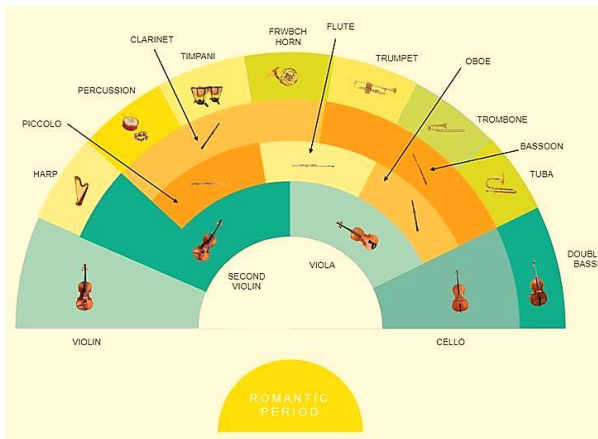 FLUTE
FRWBCH
HORN
CLARINET
TIMPANI
TRUMPET
OBOE
PERCUSSION
PICCOLO
TROMBONE
BASSOON
HARP
TUBA
DOUBL
BASS
SECOND
VIOLIN
VIOLA
VIOLIN
CELLO
ROMANTIC
PERIOD